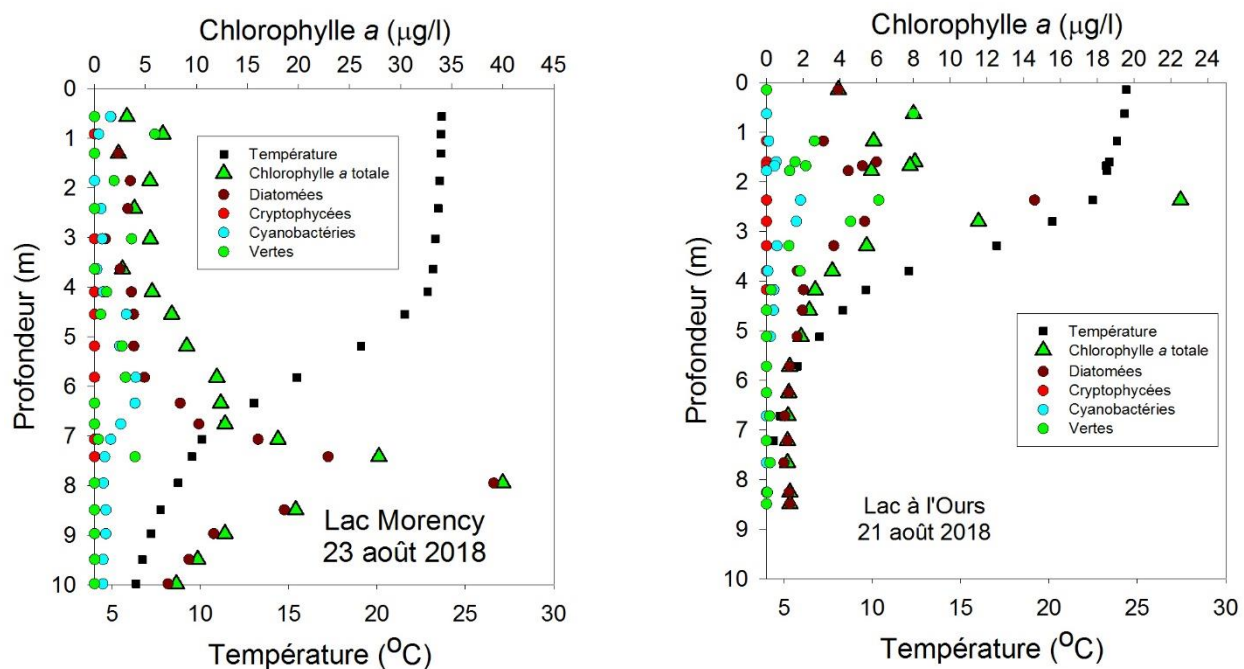 Chlorophylle a (μg/l)
0 5 10 15 20 25 30 35 40 45
0
1
2
3
4
5
6
7
8
9
10
Profondeur (m)
Température
Chlorophylle a totale
Diatomées
Cryptophycées
Cyanobactéries
Vertes
Lac Morency
23 août 2018
5 10 15 20 25 30
Température (ºC)
Chlorophylle a (μg/l)
0 2 4 6 8 10 12 14 16 18 20 22 24
0
1
2
3
4
5
6
7
8
9
10
Profondeur (m)
Température
Chlorophylle a totale
Diatomées
Cryptophycées
Cyanobactéries
Vertes
Lac à l'Ours
21 août 2018
5 10 15 20 25 30
Température (ºC)